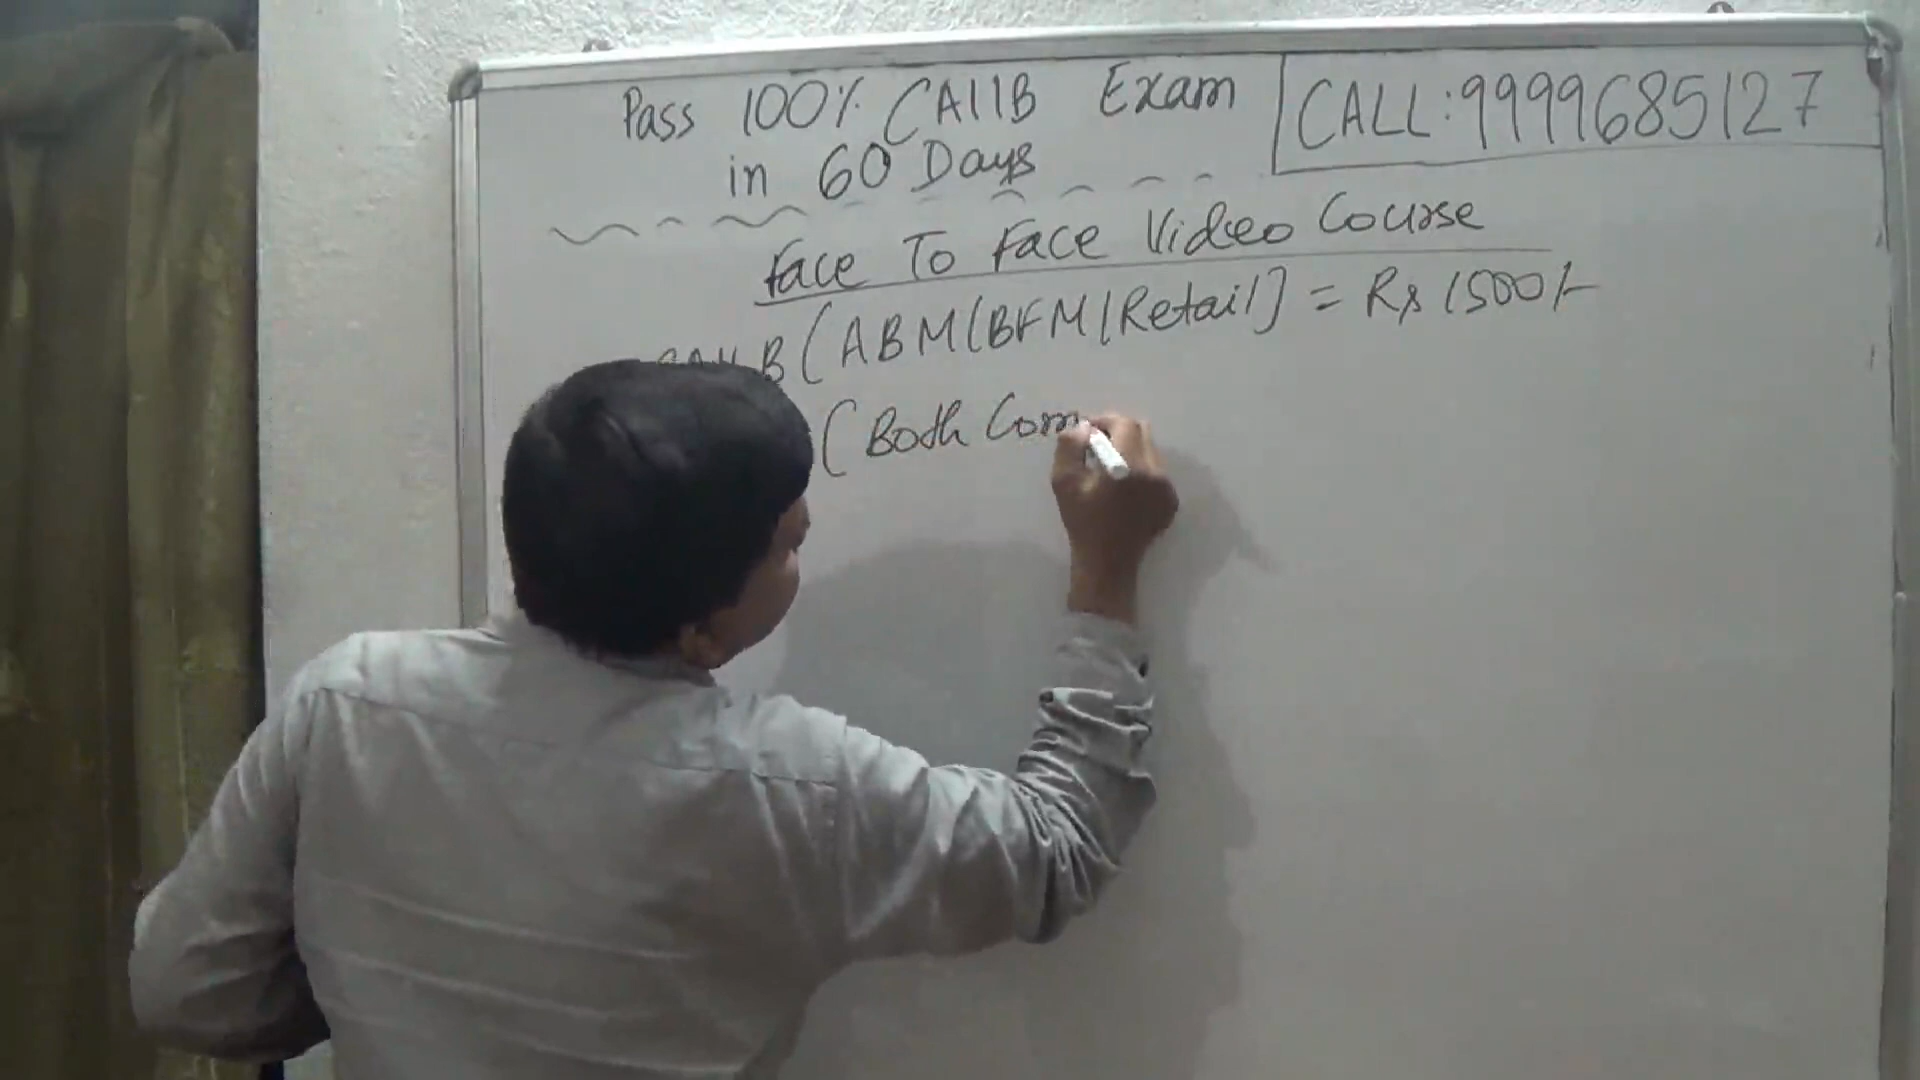 Pass 100% CAIIB Exam
in 60 Days
CALL:9999685127
Face To Face Video Course
CAIIB (ABM/BFM/Retail] = Rs 1500/-
( Both Com